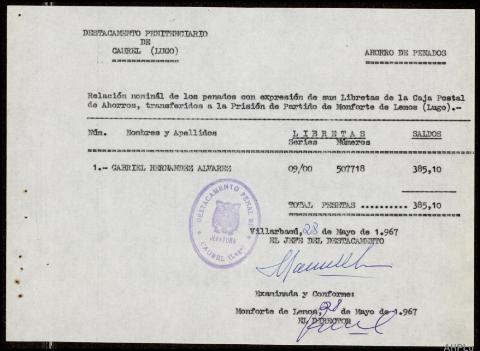 DESTACAMENTO PENITENCIARIO
DE
CAUREL (LUGO)
AHORRO DE PENADOS
Relación nominál de los penados con expresión de sus Libretas de la Caja Postal
de Ahorros, transferidos a la Prisión de Partido de Monforte de Lemos (Lugo).-
Núm. Nombres y Apellidos LIBRETAS SALDOS
Series Números
1.- GABRIEL HERNANDEZ ALVAREZ 09/00 507718 385,10
TOTAL PESETAS .......... 385,10
DESTACAMENTO PENAL DE
JEFATURA
CAUREL (Lugo)
Villarbacú, 28 de Mayo de 1.967
EL JEFE DEL DESTACAMENTO
Examinada y Conforme:
Monforte de Lemos, 28 de Mayo de 1.967
EL DIRECTOR
AHPLu